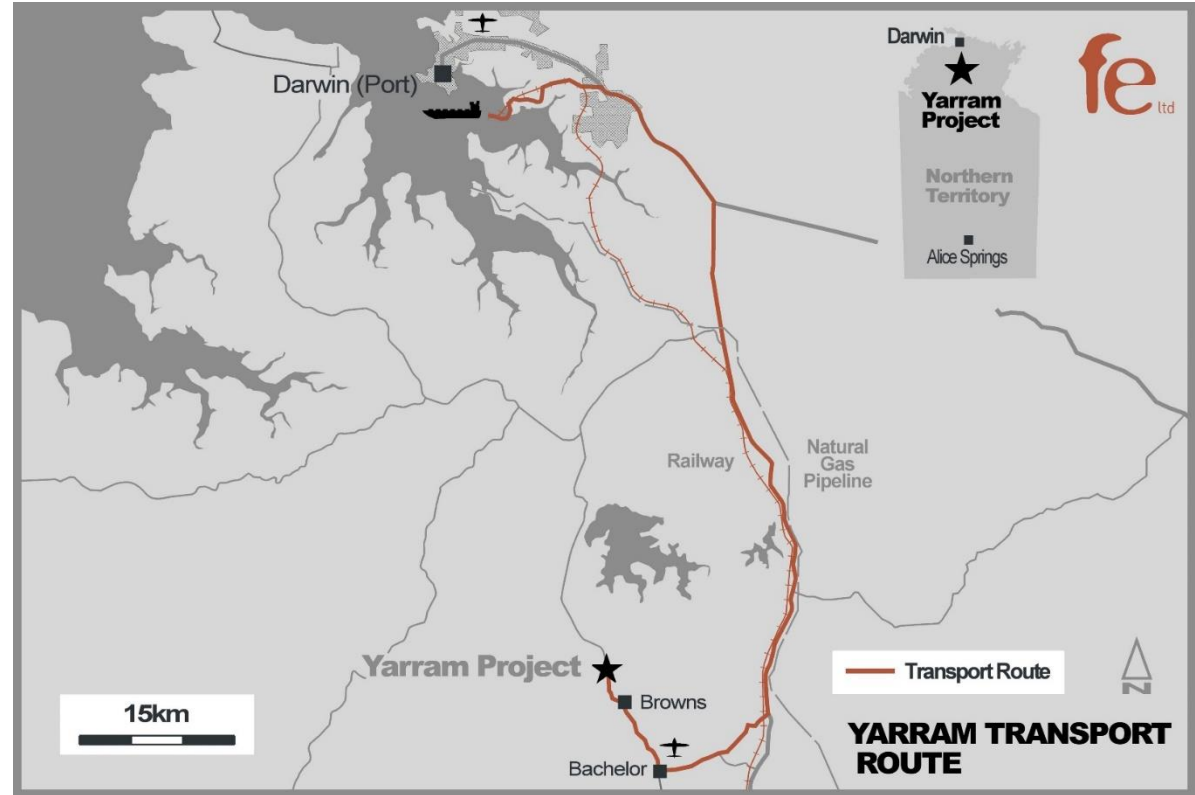 Darwin (Port)
Darwin
Yarram
Project
Northern
Territory
Alice Springs
fe
ltd
Railway
Natural
Gas
Pipeline
Yarram Project
Browns
Bachelor
15km
Transport Route
N
YARRAM TRANSPORT
ROUTE